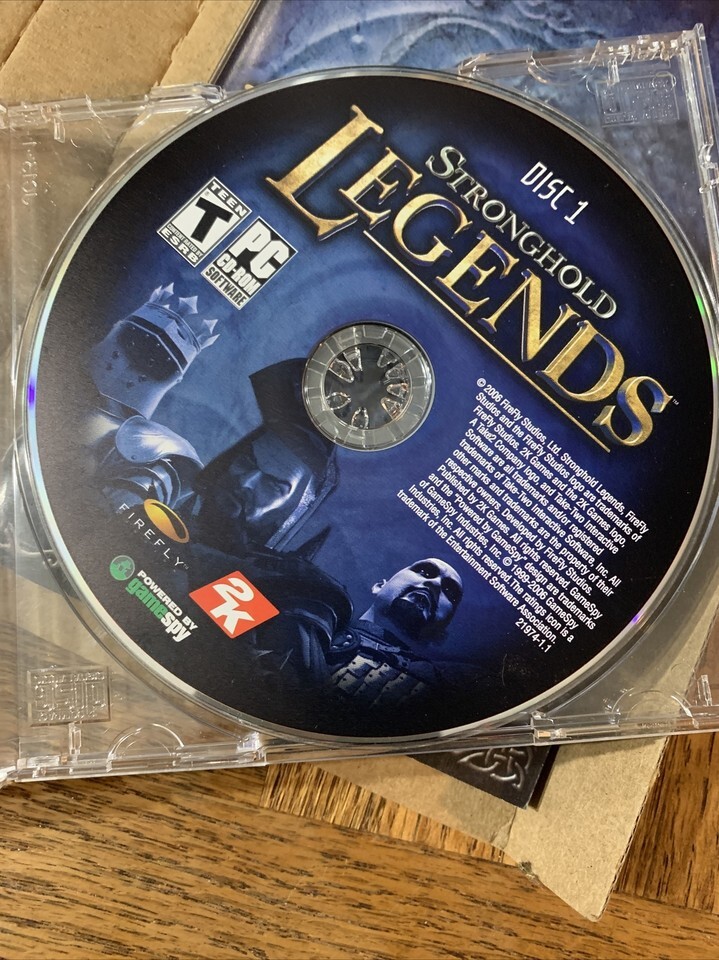 DISC 1
STRONGHOLD
LEGENDS™
TEEN
T
CONTENT RATED BY
ESRB
PC
CD-ROM
SOFTWARE
© 2006 FireFly Studios, Ltd. Stronghold Legends, FireFly
Studios and the FireFly Studios logo are trademarks of
FireFly Studios. 2K Games and the 2K Games logo,
A Take2 Company logo, and Take-Two Interactive
Software are all trademarks and/or registered
trademarks of Take-Two Interactive Software, Inc. All
other marks and trademarks are the property of their
respective owners. Developed by FireFly Studios.
Published by 2K Games. All rights reserved. GameSpy
and the "Powered by GameSpy" design are trademarks
of GameSpy Industries, Inc. © 1999-2006 GameSpy
Industries, Inc. All rights reserved.The ratings icon is a
trademark of the Entertainment Software Association.
21974-1.1
FIREFLY
POWERED BY
gamespy
2K